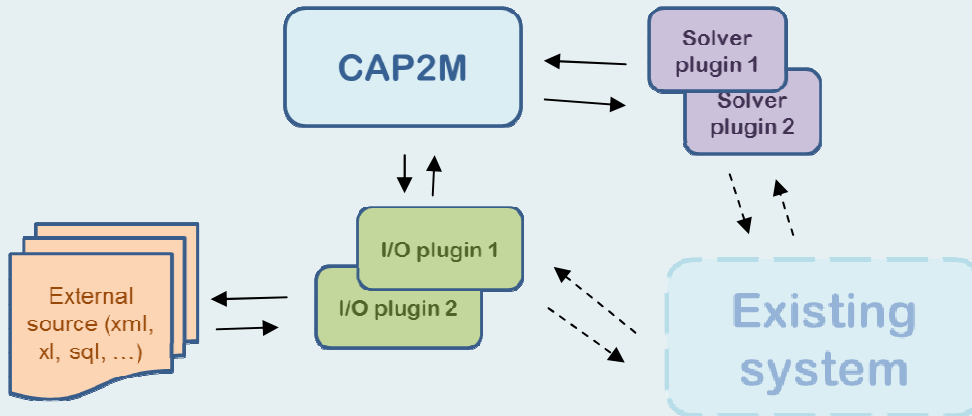 CAP2M
Solver
plugin 1
Solver
plugin 2
I/O plugin 1
I/O plugin 2
External
source (xml,
xl, sql, ...)
Existing
system